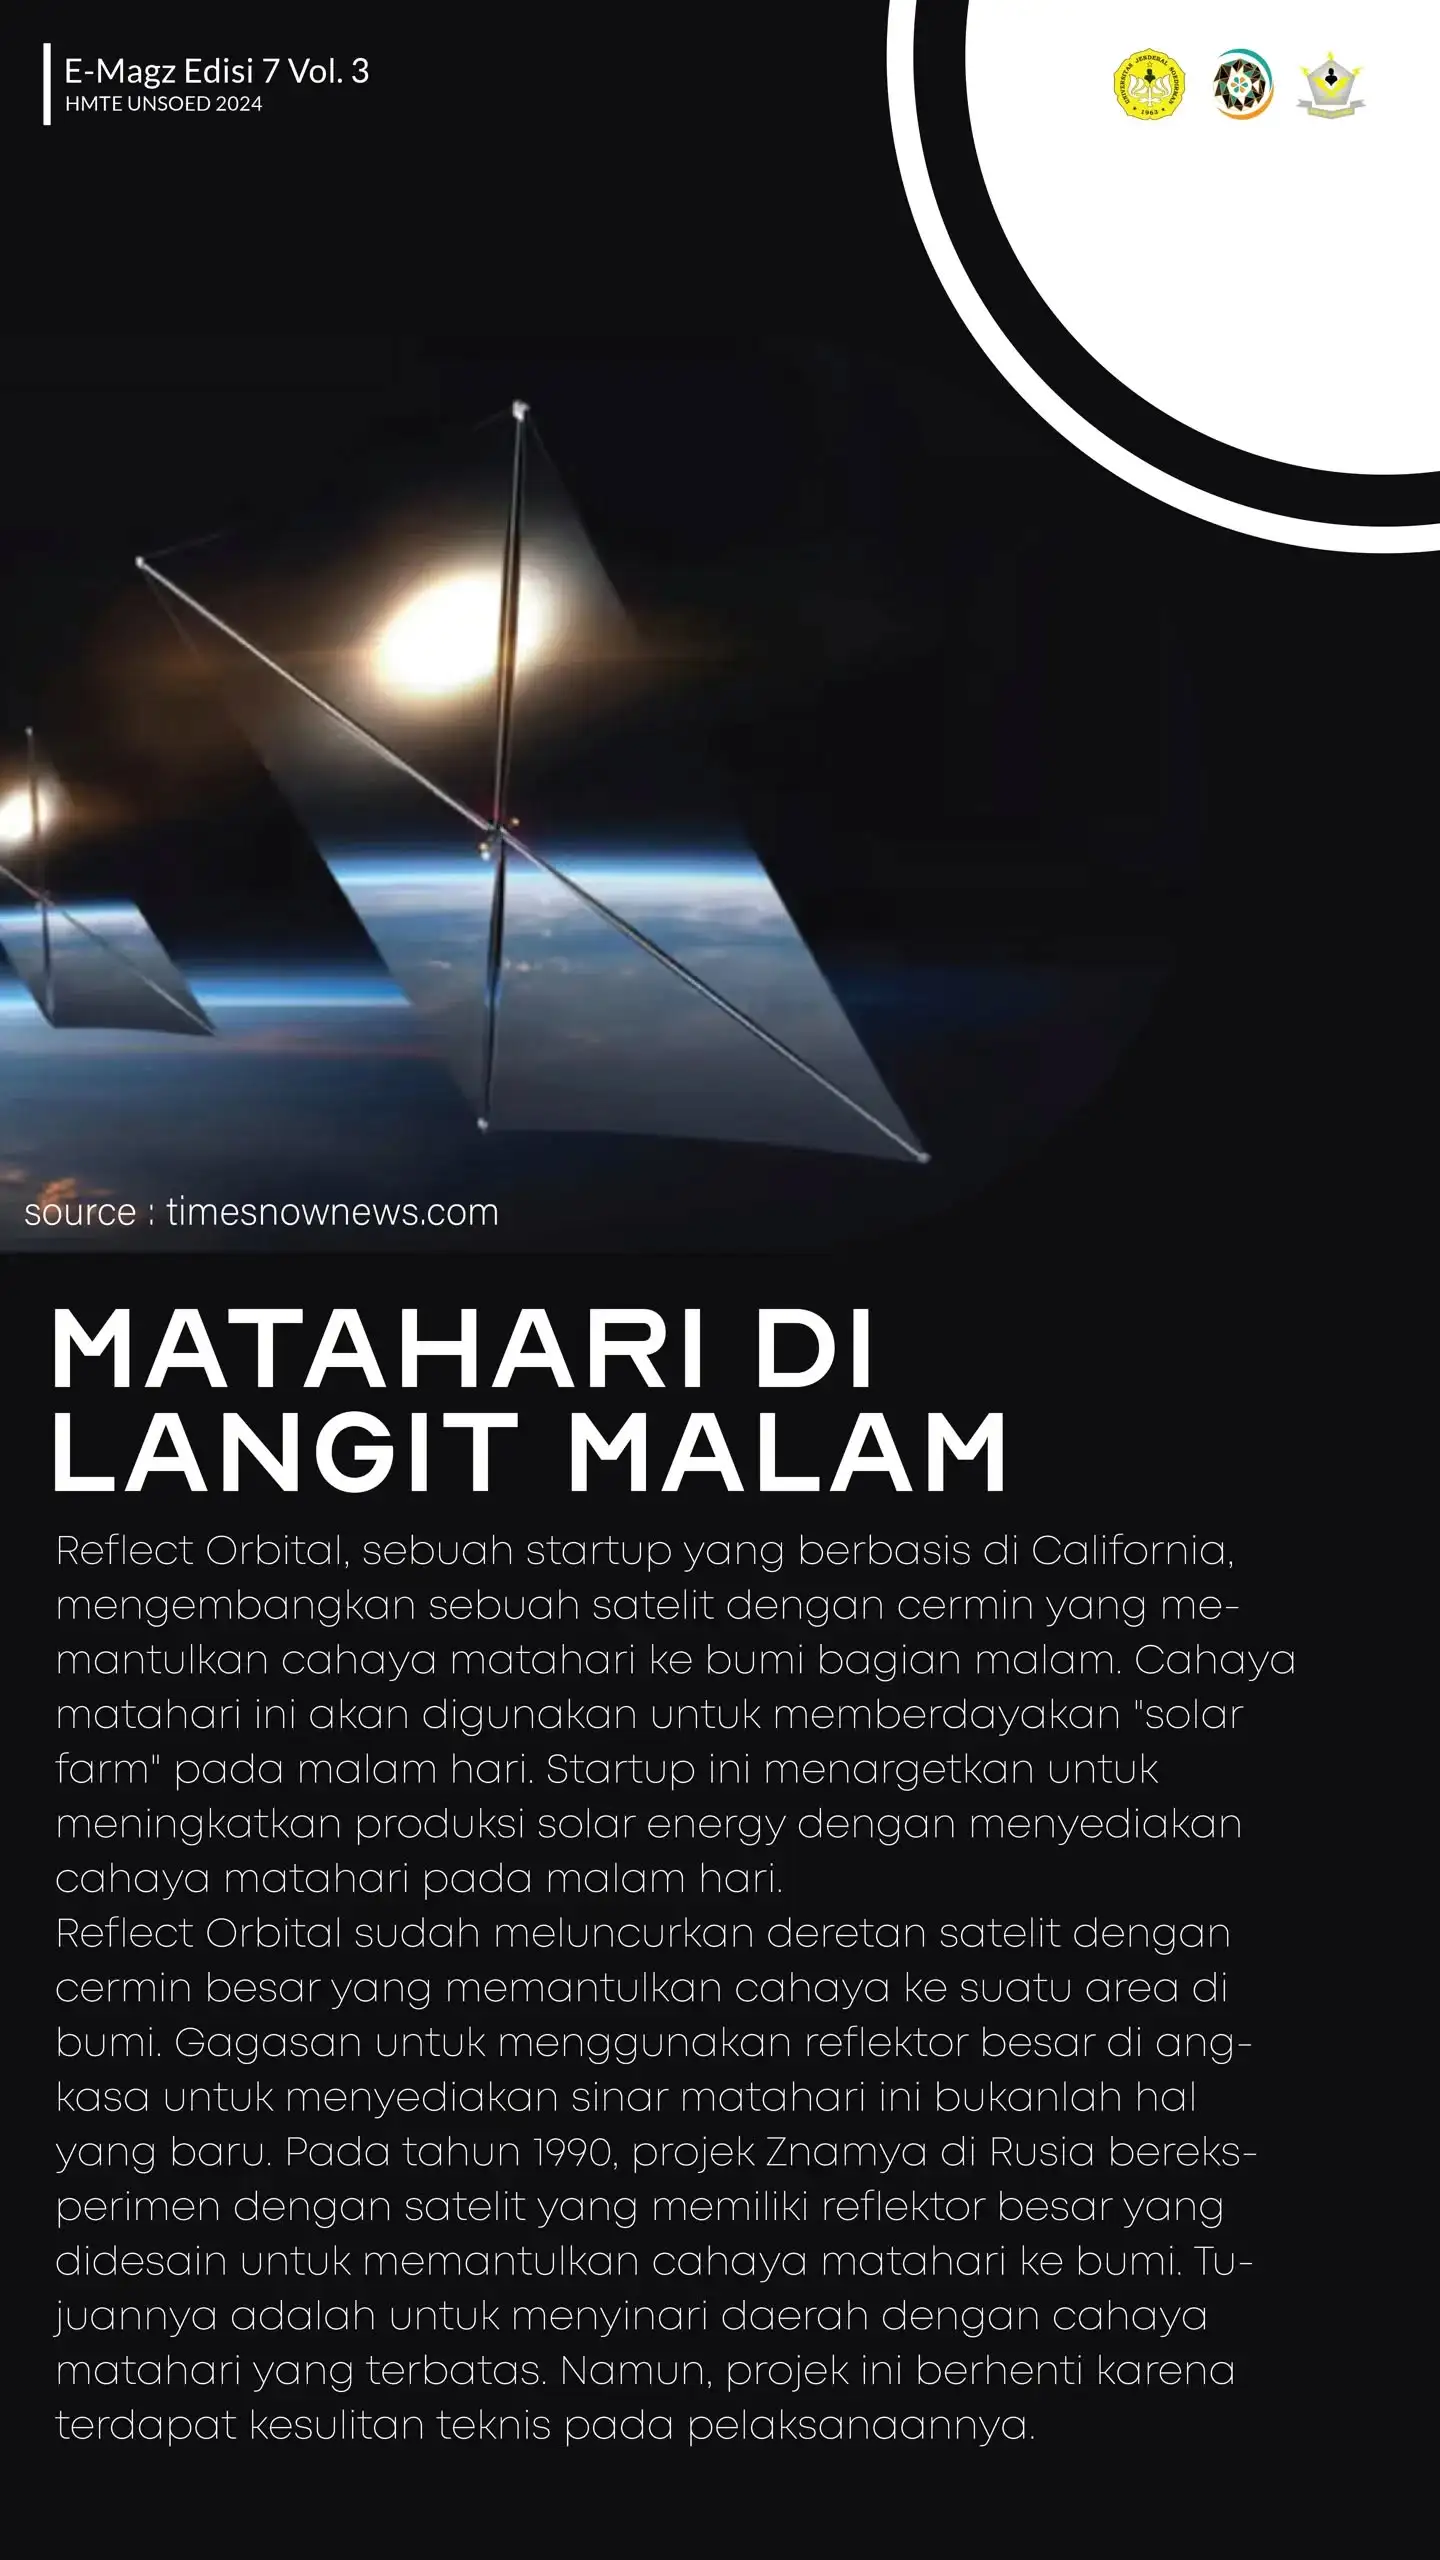 E-Magz Edisi 7 Vol. 3
HMTE UNSOED 2024
UNIVERSITAS JENDERAL SOEDIRMAN
1963
source : timesnownews.com
MATAHARI DI
LANGIT MALAM
Reflect Orbital, sebuah startup yang berbasis di California,
mengembangkan sebuah satelit dengan cermin yang me-
mantulkan cahaya matahari ke bumi bagian malam. Cahaya
matahari ini akan digunakan untuk memberdayakan "solar
farm" pada malam hari. Startup ini menargetkan untuk
meningkatkan produksi solar energy dengan menyediakan
cahaya matahari pada malam hari.
Reflect Orbital sudah meluncurkan deretan satelit dengan
cermin besar yang memantulkan cahaya ke suatu area di
bumi. Gagasan untuk menggunakan reflektor besar di ang-
kasa untuk menyediakan sinar matahari ini bukanlah hal
yang baru. Pada tahun 1990, projek Znamya di Rusia bereks-
perimen dengan satelit yang memiliki reflektor besar yang
didesain untuk memantulkan cahaya matahari ke bumi. Tu-
juannya adalah untuk menyinari daerah dengan cahaya
matahari yang terbatas. Namun, projek ini berhenti karena
terdapat kesulitan teknis pada pelaksanaannya.